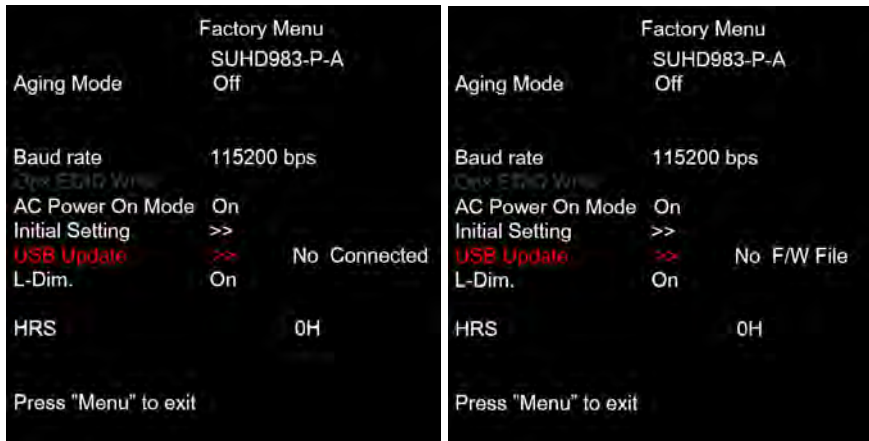 Factory Menu
SUHD983-P-A
Aging Mode Off
Baud rate 115200 bps
AC Power On Mode On
Initial Setting >>
USB Update >> No Connected
L-Dim. On
HRS 0H
Press "Menu" to exit
Factory Menu
SUHD983-P-A
Aging Mode Off
Baud rate 115200 bps
AC Power On Mode On
Initial Setting >>
USB Update >> No F/W File
L-Dim. On
HRS 0H
Press "Menu" to exit